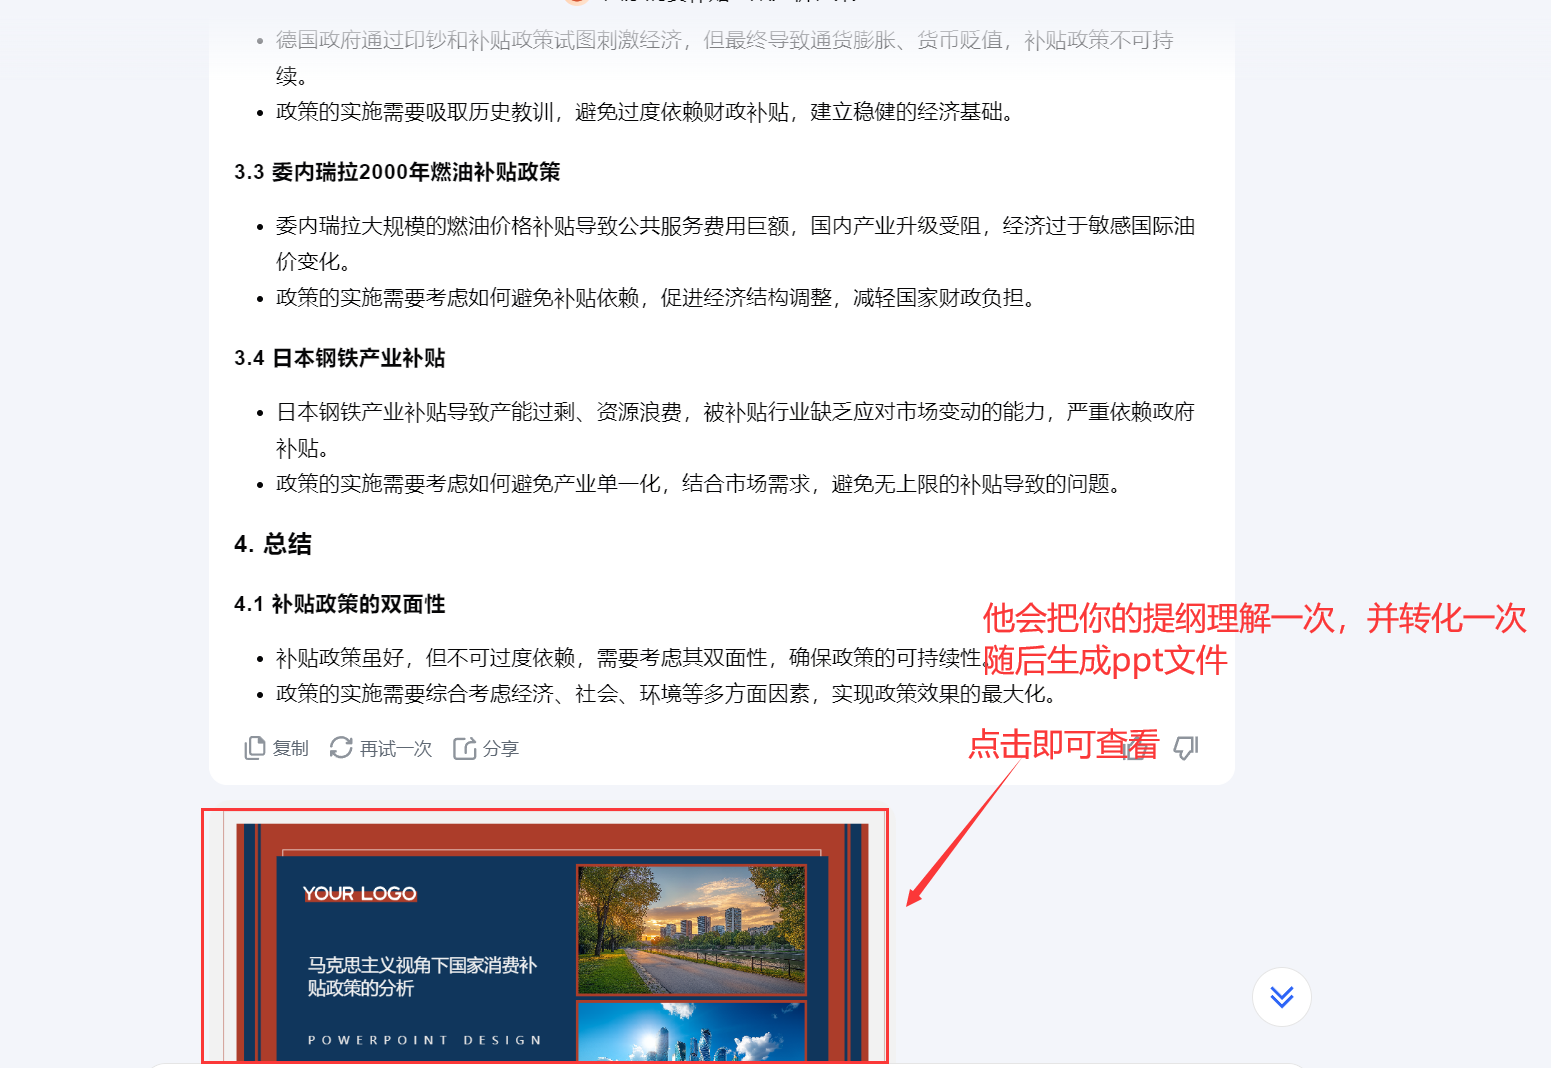 德国政府通过印钞和补贴政策试图刺激经济，但最终导致通货膨胀、货币贬值，补贴政策不可持
续。
政策的实施需要吸取历史教训，避免过度依赖财政补贴，建立稳健的经济基础。
3.3 委内瑞拉2000年燃油补贴政策
委内瑞拉大规模的燃油价格补贴导致公共服务费用巨额，国内产业升级受阻，经济过于敏感国际油
价变化。
政策的实施需要考虑如何避免补贴依赖，促进经济结构调整，减轻国家财政负担。
3.4 日本钢铁产业补贴
日本钢铁产业补贴导致产能过剩、资源浪费，被补贴行业缺乏应对市场变动的能力，严重依赖政府
补贴。
政策的实施需要考虑如何避免产业单一化，结合市场需求，避免无上限的补贴导致的问题。
4. 总结
4.1 补贴政策的双面性
他会把你的提纲理解一次，并转化一次
随后生成ppt文件
补贴政策虽好，但不可过度依赖，需要考虑其双面性，确保政策的可持续性。
政策的实施需要综合考虑经济、社会、环境等多方面因素，实现政策效果的最大化。
复制 再试一次 分享
点击即可查看
YOUR LOGO
马克思主义视角下国家消费补
贴政策的分析
POWERPOINT DESIGN